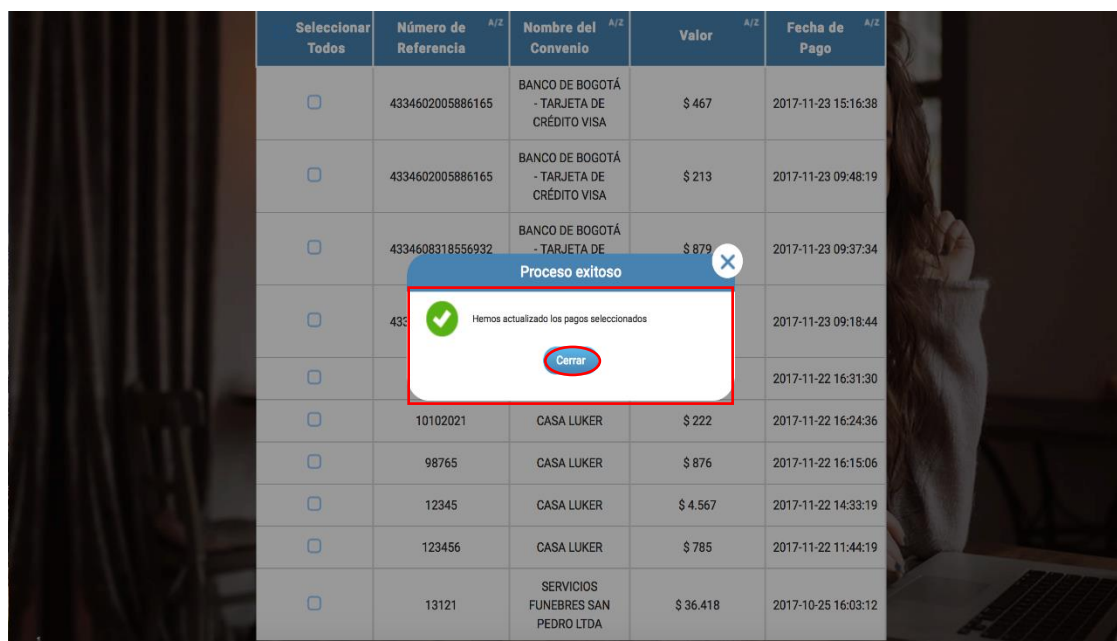 Seleccionar Todos
Número de Referencia A/Z
Nombre del Convenio A/Z
Valor A/Z
Fecha de Pago A/Z
4334602005886165 BANCO DE BOGOTÁ - TARJETA DE CRÉDITO VISA $ 467 2017-11-23 15:16:38
4334602005886165 BANCO DE BOGOTÁ - TARJETA DE CRÉDITO VISA $ 213 2017-11-23 09:48:19
4334608318556932 BANCO DE BOGOTÁ - TARJETA DE $ 879 2017-11-23 09:37:34
Proceso exitoso
433 2017-11-23 09:18:44
Hemos actualizado los pagos seleccionados
Cerrar
2017-11-22 16:31:30
10102021 CASA LUKER $ 222 2017-11-22 16:24:36
98765 CASA LUKER $ 876 2017-11-22 16:15:06
12345 CASA LUKER $ 4.567 2017-11-22 14:33:19
123456 CASA LUKER $ 785 2017-11-22 11:44:19
13121 SERVICIOS FUNEBRES SAN PEDRO LTDA $ 36.418 2017-10-25 16:03:12